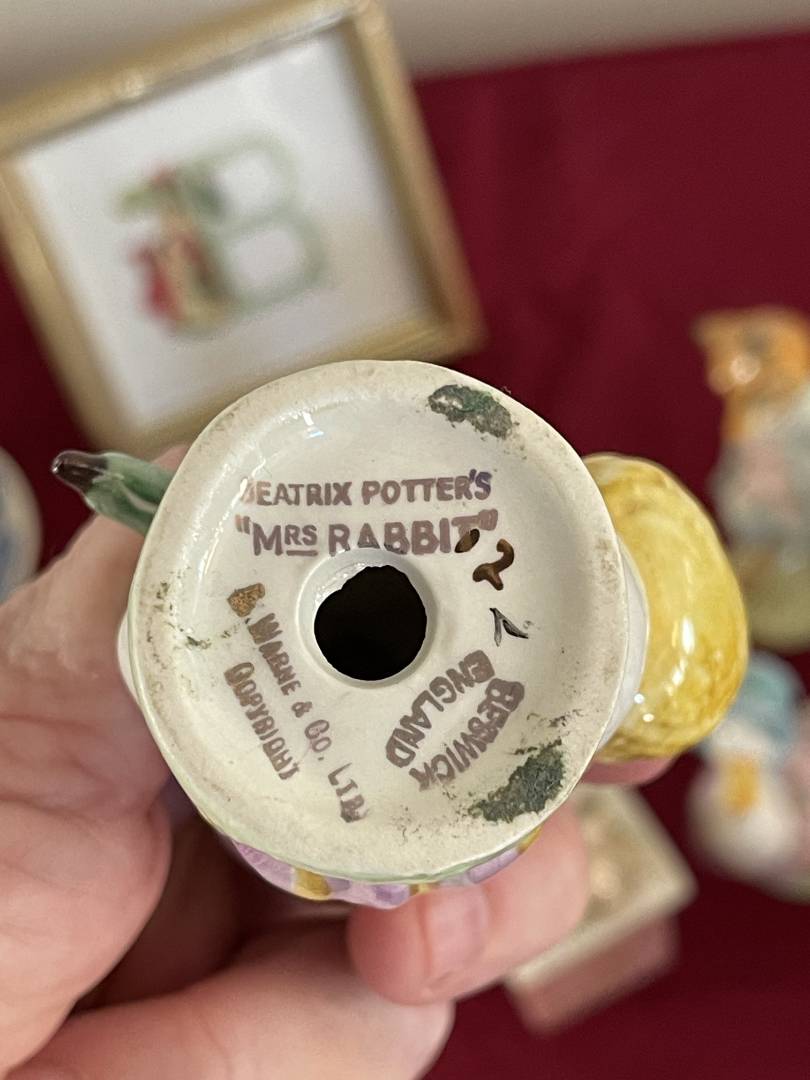 BEATRIX POTTER'S
"MRS RABBIT"
F. WARNE & CO. LTD
COPYRIGHT
BESWICK
ENGLAND
B